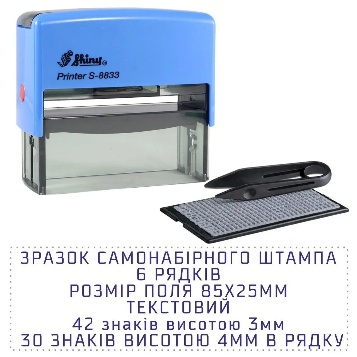 Shiny
Printer S-8833
ЗРАЗОК САМОНАБІРНОГО ШТАМПА
6 РЯДКІВ
РОЗМІР ПОЛЯ 85Х25ММ
ТЕКСТОВИЙ
42 знаків висотою 3мм
30 ЗНАКІВ ВИСОТОЮ 4ММ В РЯДКУ